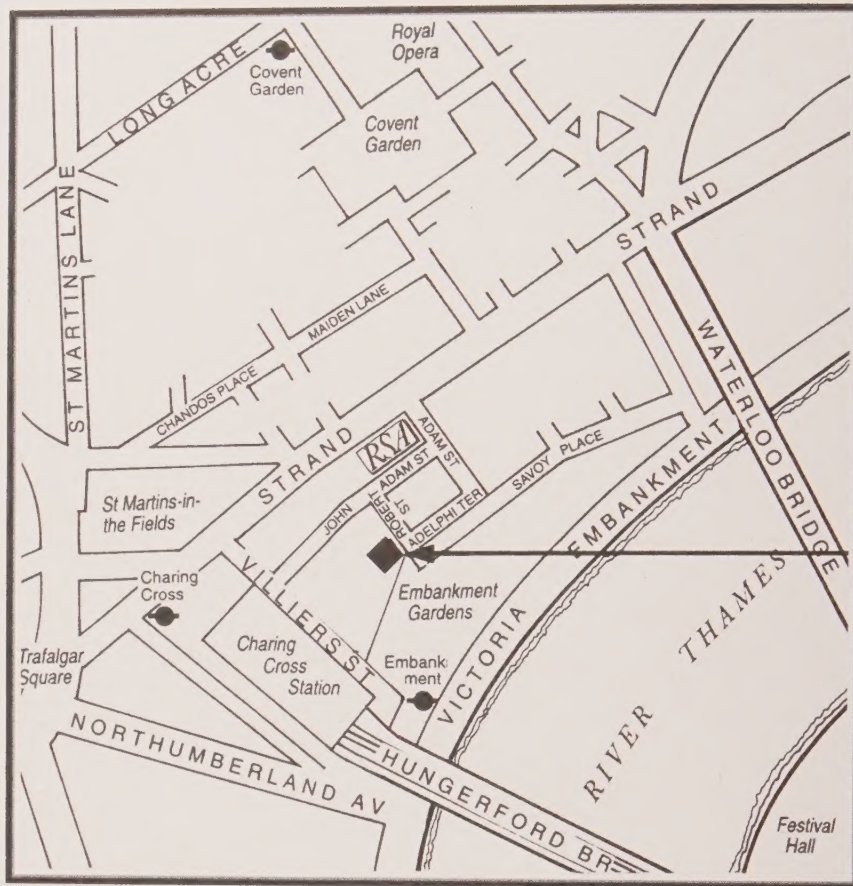 Royal
Opera
LONG ACRE
Covent
Garden
Covent
Garden
ST MARTINS LANE
STRAND
MAIDEN LANE
CHANDOS PLACE
WATERLOO BRIDGE
STRAND
RSA
ADAM ST
JOHN ADAM ST
ROBERT
ST
ADELPHI TER
SAVOY PLACE
St Martins-in-
the Fields
VICTORIA EMBANKMENT
VILLIERS ST
Charing
Cross
Embankment
Gardens
Charing
Cross
Station
Embank
ment
Trafalgar
Square
RIVER THAMES
NORTHUMBERLAND AV
HUNGERFORD BR
Festival
Hall